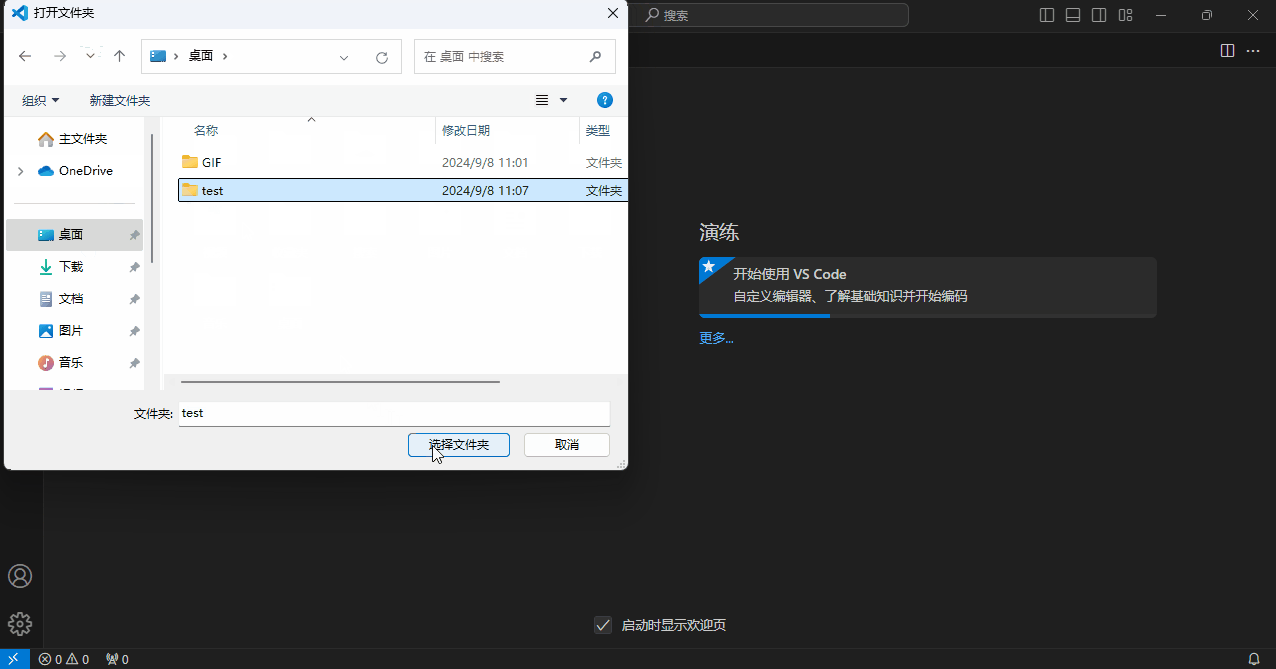 打开文件夹
搜索
桌面
在 桌面 中搜索
组织
新建文件夹
?
主文件夹
OneDrive
桌面
下载
文档
图片
音乐
名称 修改日期 类型
GIF 2024/9/8 11:01 文件夹
test 2024/9/8 11:07 文件夹
文件夹: test
选择文件夹
取消
演练
开始使用 VS Code
自定义编辑器、了解基础知识并开始编码
更多...
启动时显示欢迎页
0 0 0